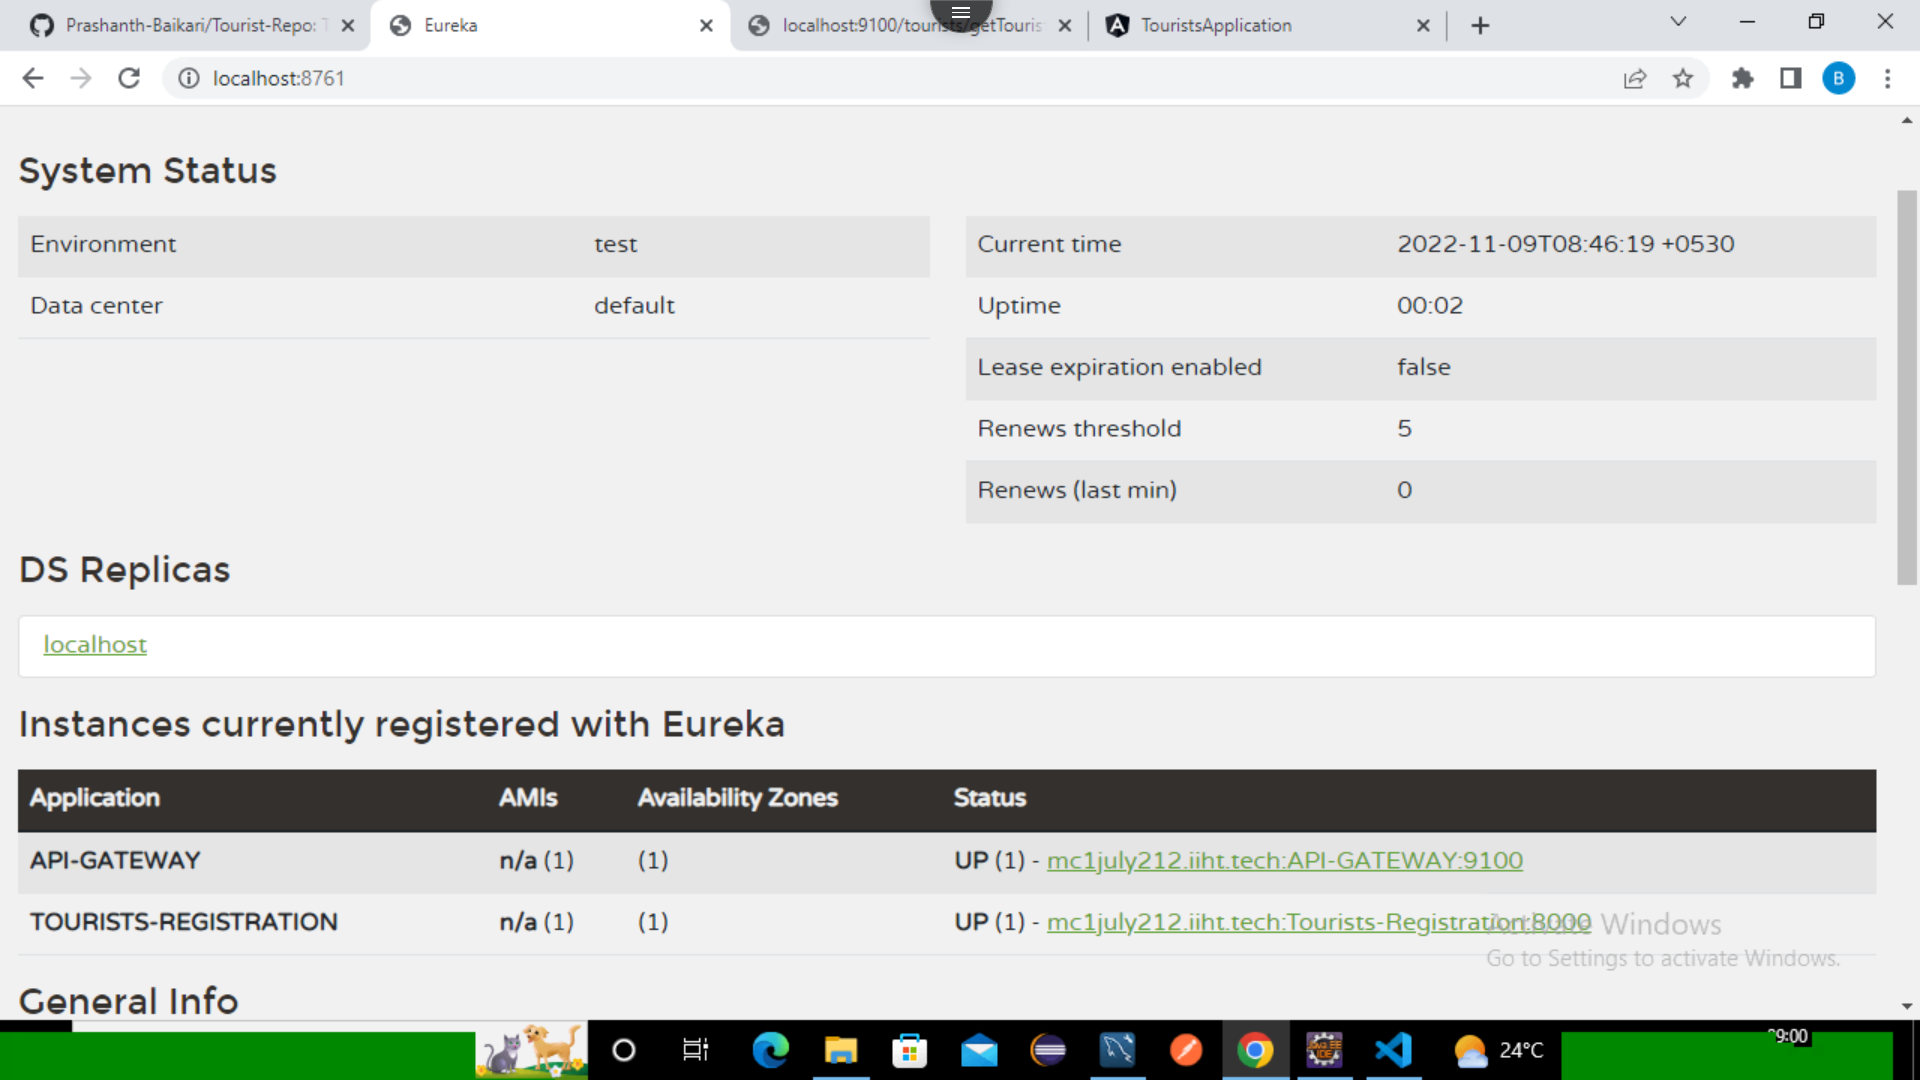 Prashanth-Baikari/Tourist-Repo: T
Eureka
localhost:9100/tourists/getTouris
TouristsApplication
localhost:8761
B
System Status
Environment test
Data center default
Current time 2022-11-09T08:46:19 +0530
Uptime 00:02
Lease expiration enabled false
Renews threshold 5
Renews (last min) 0
DS Replicas
localhost
Instances currently registered with Eureka
Application AMIs Availability Zones Status
API-GATEWAY n/a (1) (1) UP (1) - mc1july212.iiht.tech:API-GATEWAY:9100
TOURISTS-REGISTRATION n/a (1) (1) UP (1) - mc1july212.iiht.tech:Tourists-Registration:8000
Activate Windows
Go to Settings to activate Windows.
General Info
Java EE
IDE
24°C
9:00